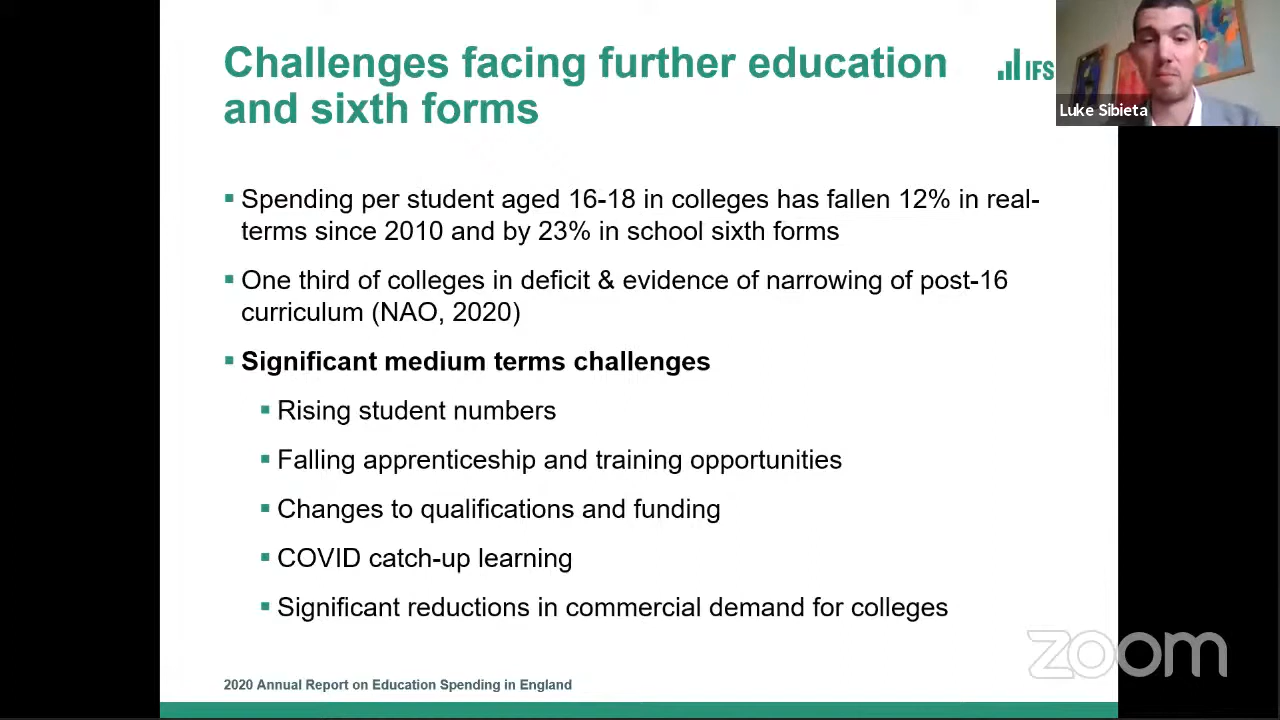 Challenges facing further education
and sixth forms
IFS
Luke Sibieta
▪ Spending per student aged 16-18 in colleges has fallen 12% in real-
terms since 2010 and by 23% in school sixth forms
▪ One third of colleges in deficit & evidence of narrowing of post-16
curriculum (NAO, 2020)
▪ Significant medium terms challenges
▪ Rising student numbers
▪ Falling apprenticeship and training opportunities
▪ Changes to qualifications and funding
▪ COVID catch-up learning
▪ Significant reductions in commercial demand for colleges
zoom
2020 Annual Report on Education Spending in England